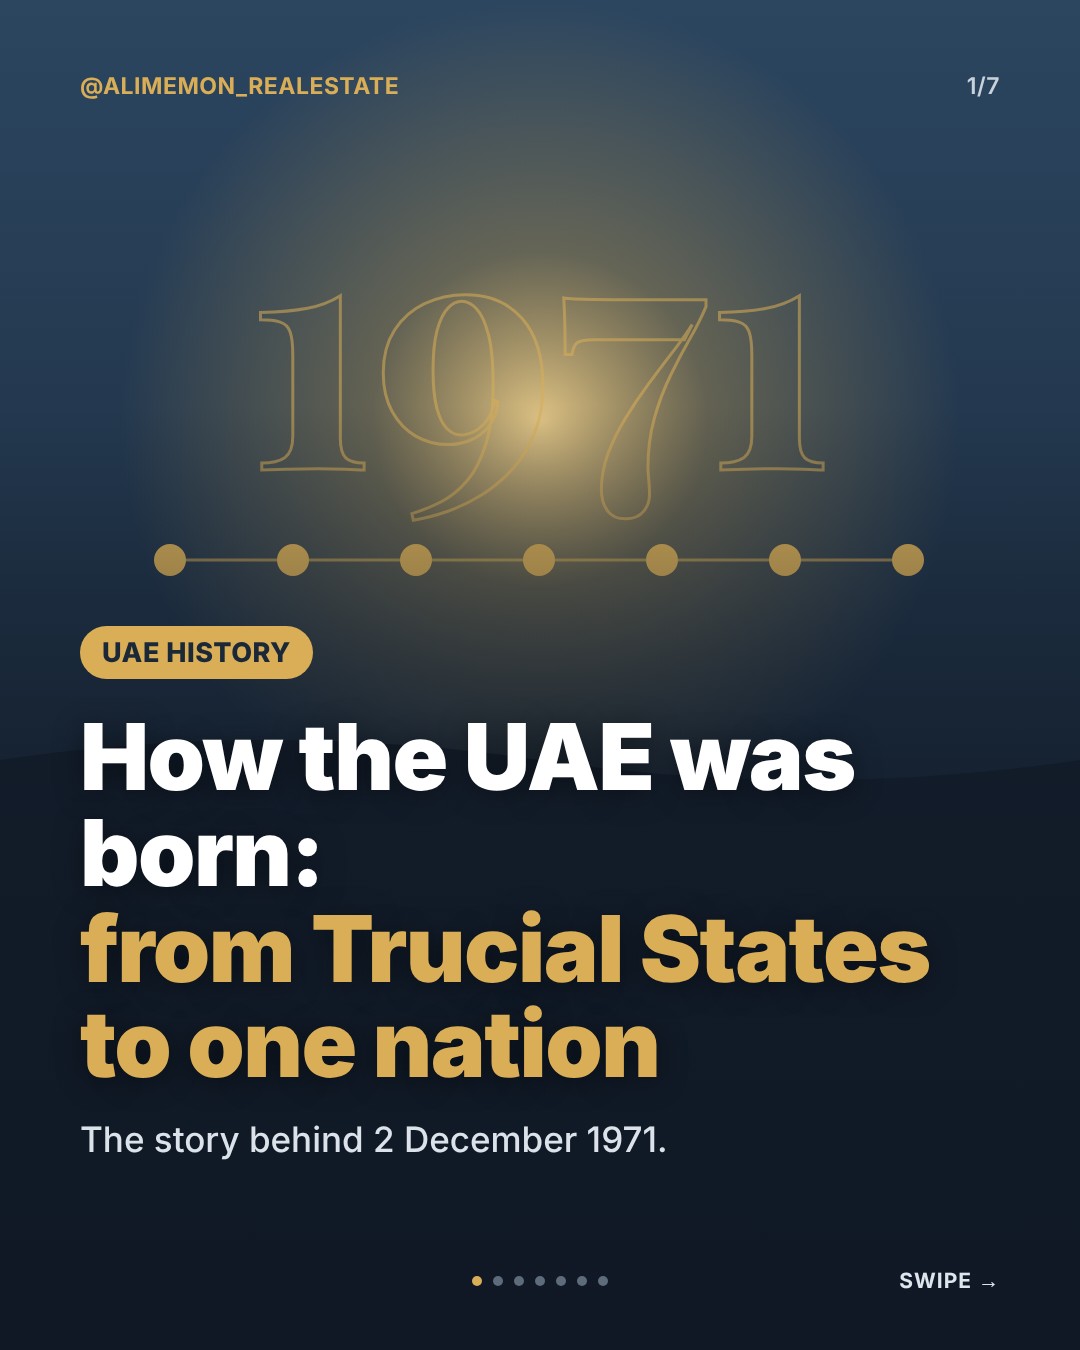 @ALIMEMON_REALESTATE
1/7
1971
UAE HISTORY
How the UAE was
born:
from Trucial States
to one nation
The story behind 2 December 1971.
SWIPE →